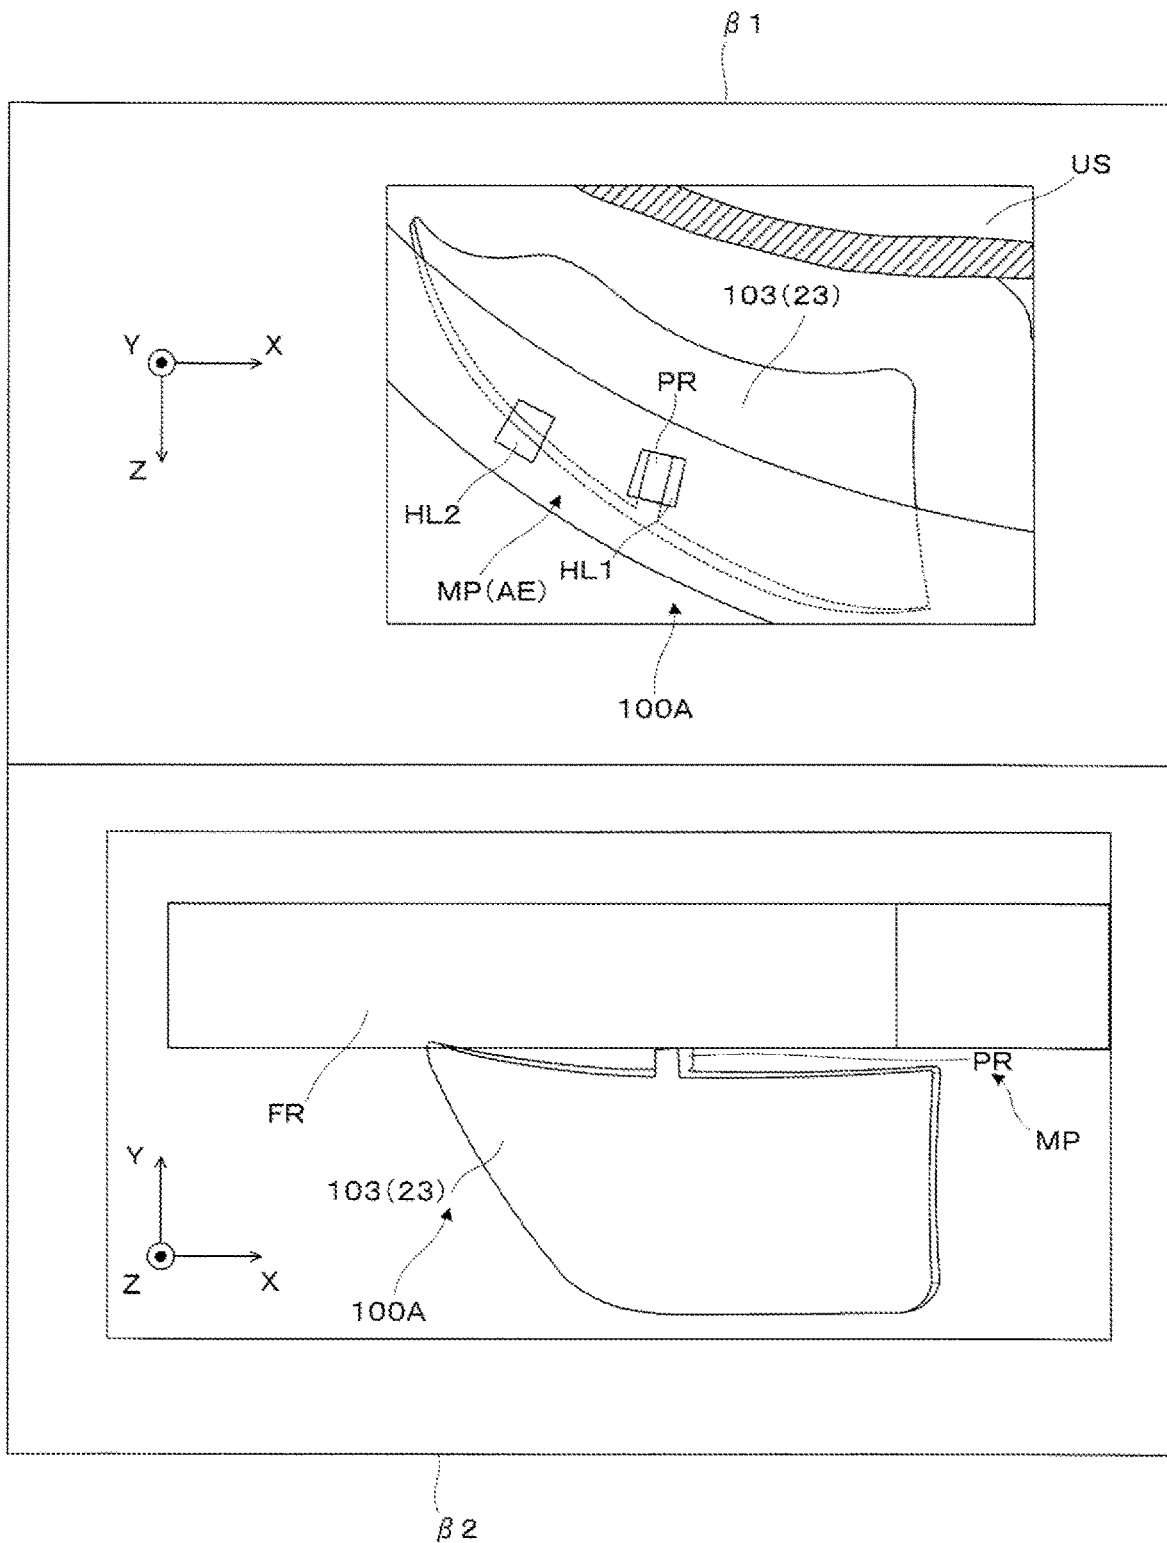 β1
US
103(23)
Y
X
PR
Z
HL2
HL1
MP(AE)
100A
PR
FR
MP
Y
103(23)
Z
X
100A
β2